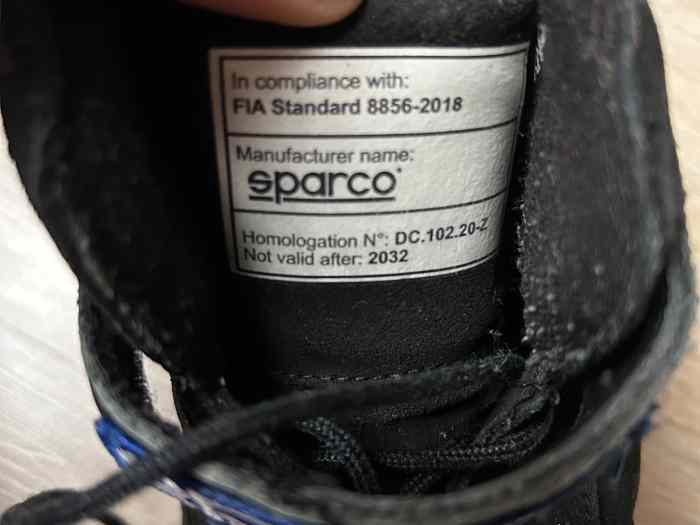 In compliance with:
FIA Standard 8856-2018
Manufacturer name:
sparco
Homologation N°: DC.102.20-Z
Not valid after: 2032